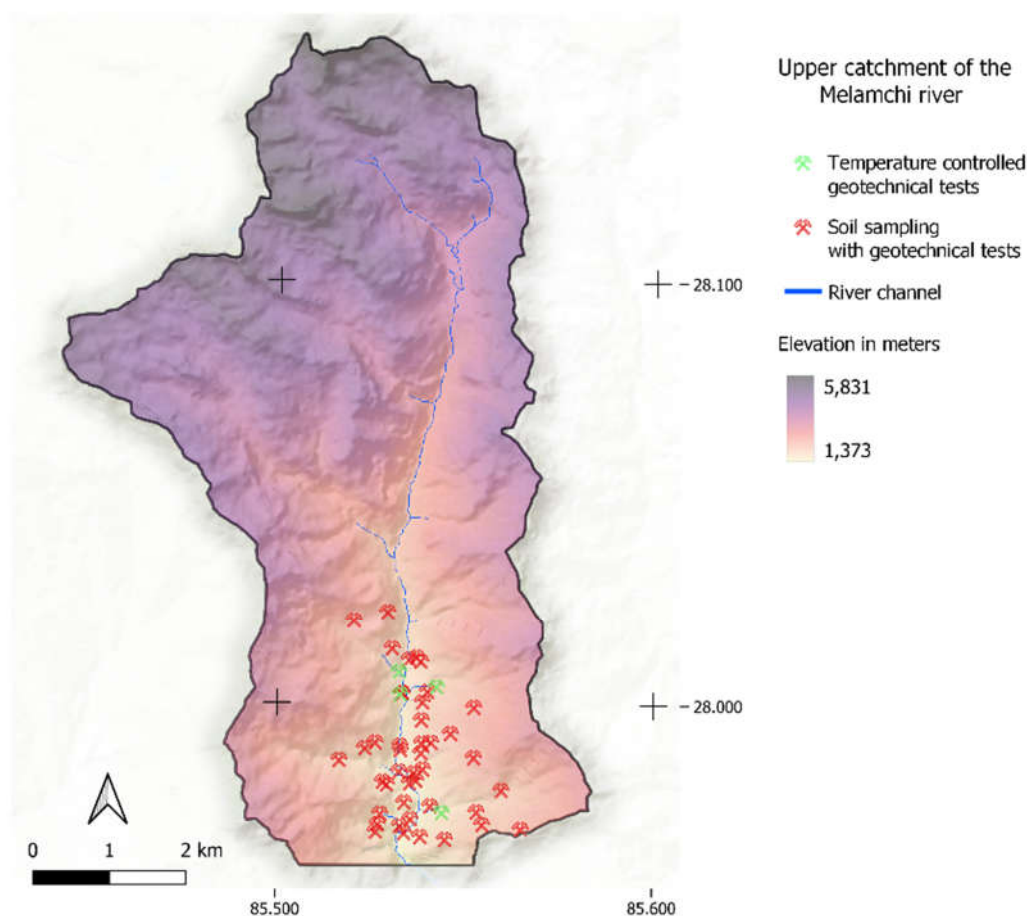 Upper catchment of the
Melamchi river
Temperature controlled
geotechnical tests
Soil sampling
with geotechnical tests
River channel
Elevation in meters
5,831
1,373
28.100
28.000
0 1 2 km
85.500 85.600